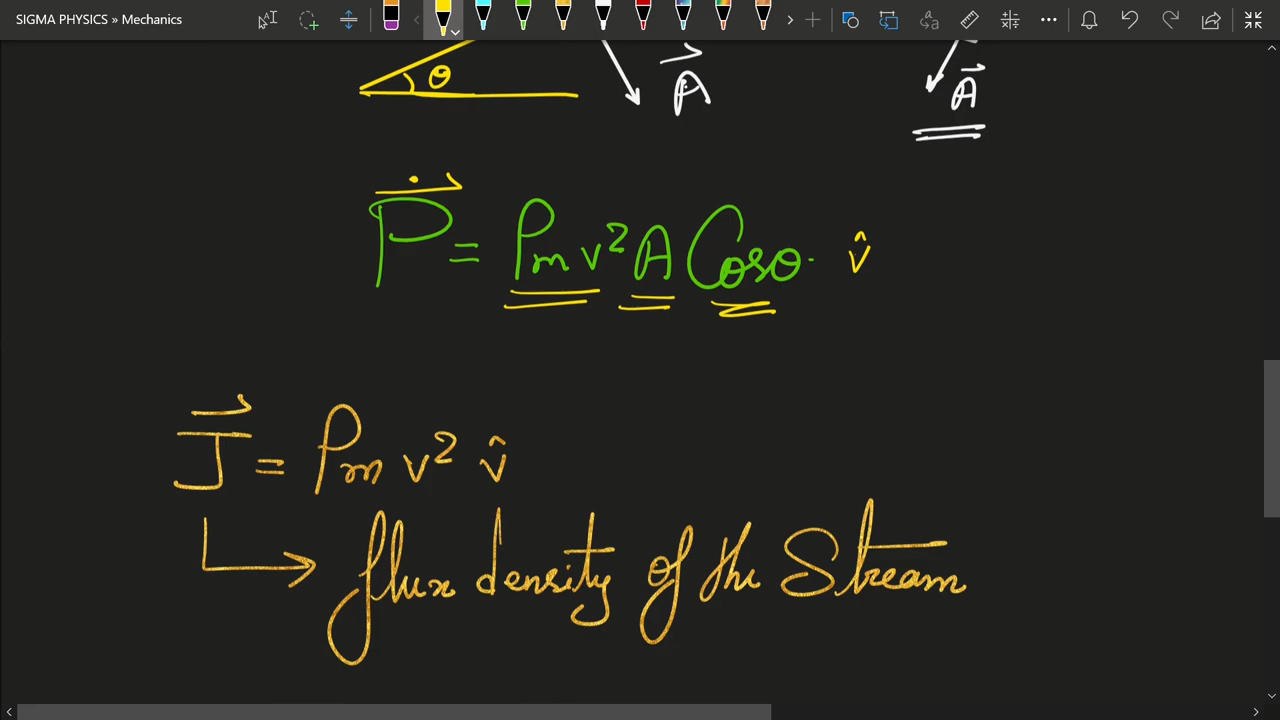 SIGMA PHYSICS » Mechanics
θ
A⃗
A⃗
Ṗ⃗ = ρₘ v² A Cosθ · v̂
J⃗ = ρₘ v² v̂
flux density of the Stream